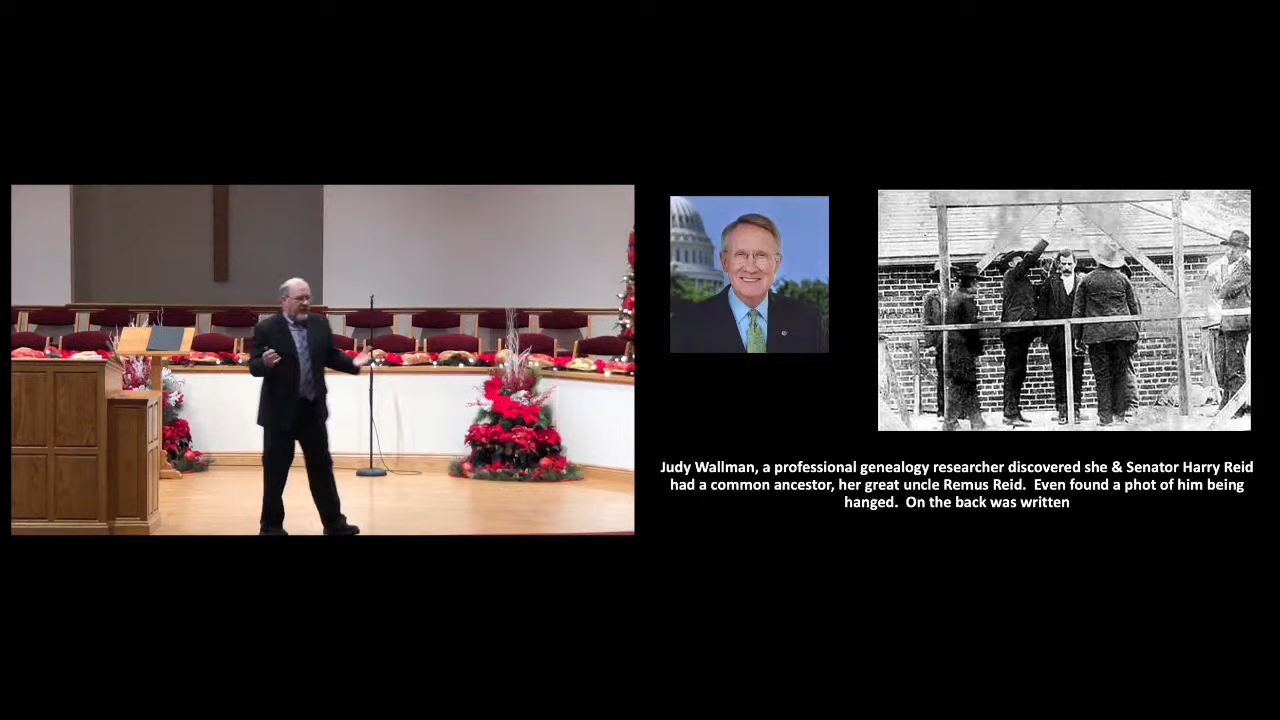 Judy Wallman, a professional genealogy researcher discovered she & Senator Harry Reid
had a common ancestor, her great uncle Remus Reid.  Even found a phot of him being
hanged.  On the back was written